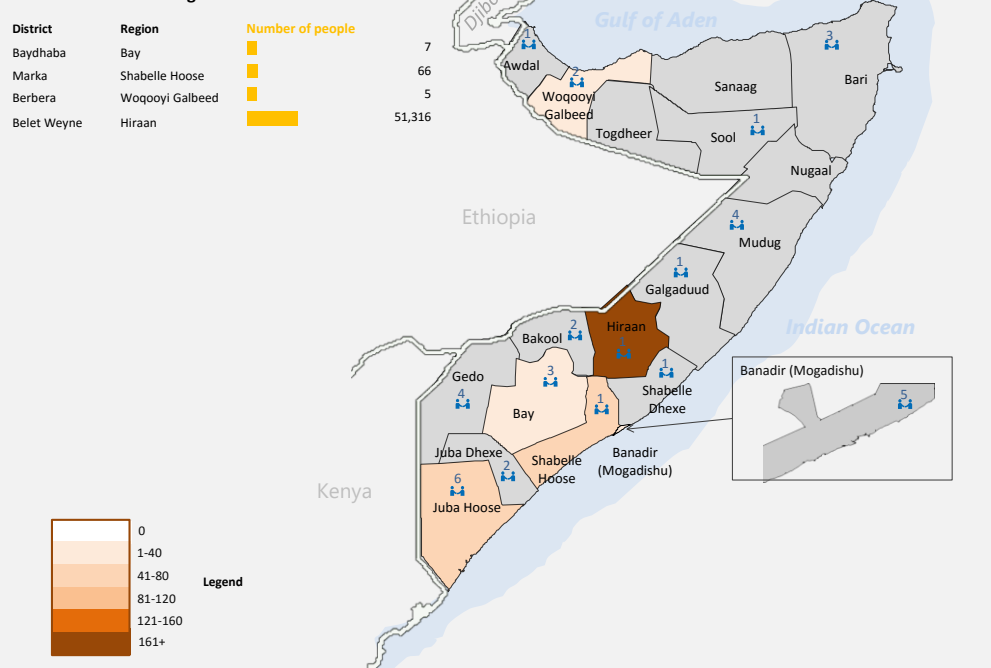 District Region Number of people
Baydhaba Bay 7
Marka Shabelle Hoose 66
Berbera Woqooyi Galbeed 5
Belet Weyne Hiraan 51,316
Gulf of Aden
1
Awdal
2
Woqooyi
Galbeed
Togdheer
Sanaag
3
Bari
1
Sool
Nugaal
Ethiopia
4
Mudug
1
Galgaduud
Indian Ocean
Hiraan
1
2
Bakool
Gedo
4
3
Bay
1
1
Shabelle
Dhexe
Banadir (Mogadishu)
5
Juba Dhexe
2
Shabelle
Hoose
Banadir
(Mogadishu)
Kenya
6
Juba Hoose
0
1-40
41-80
81-120
121-160
161+
Legend